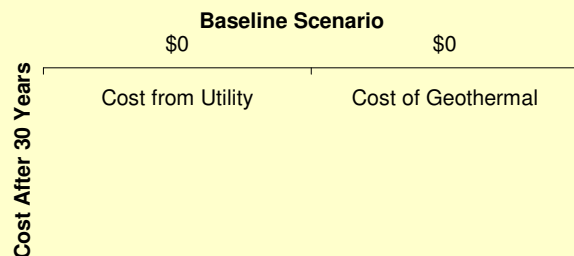 Baseline Scenario
$0 $0
Cost from Utility Cost of Geothermal
Cost After 30 Years